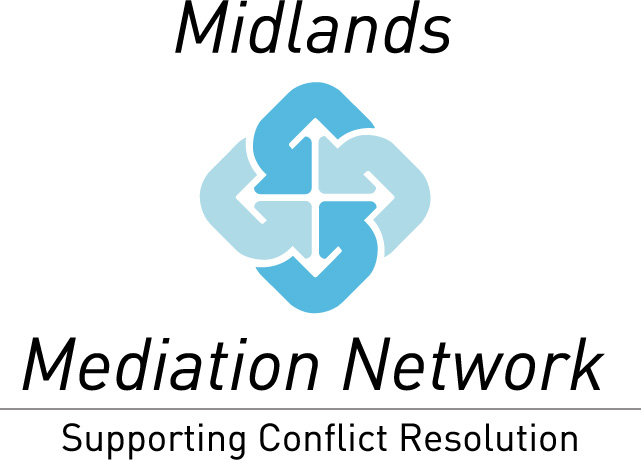 Midlands
Mediation Network
Supporting Conflict Resolution